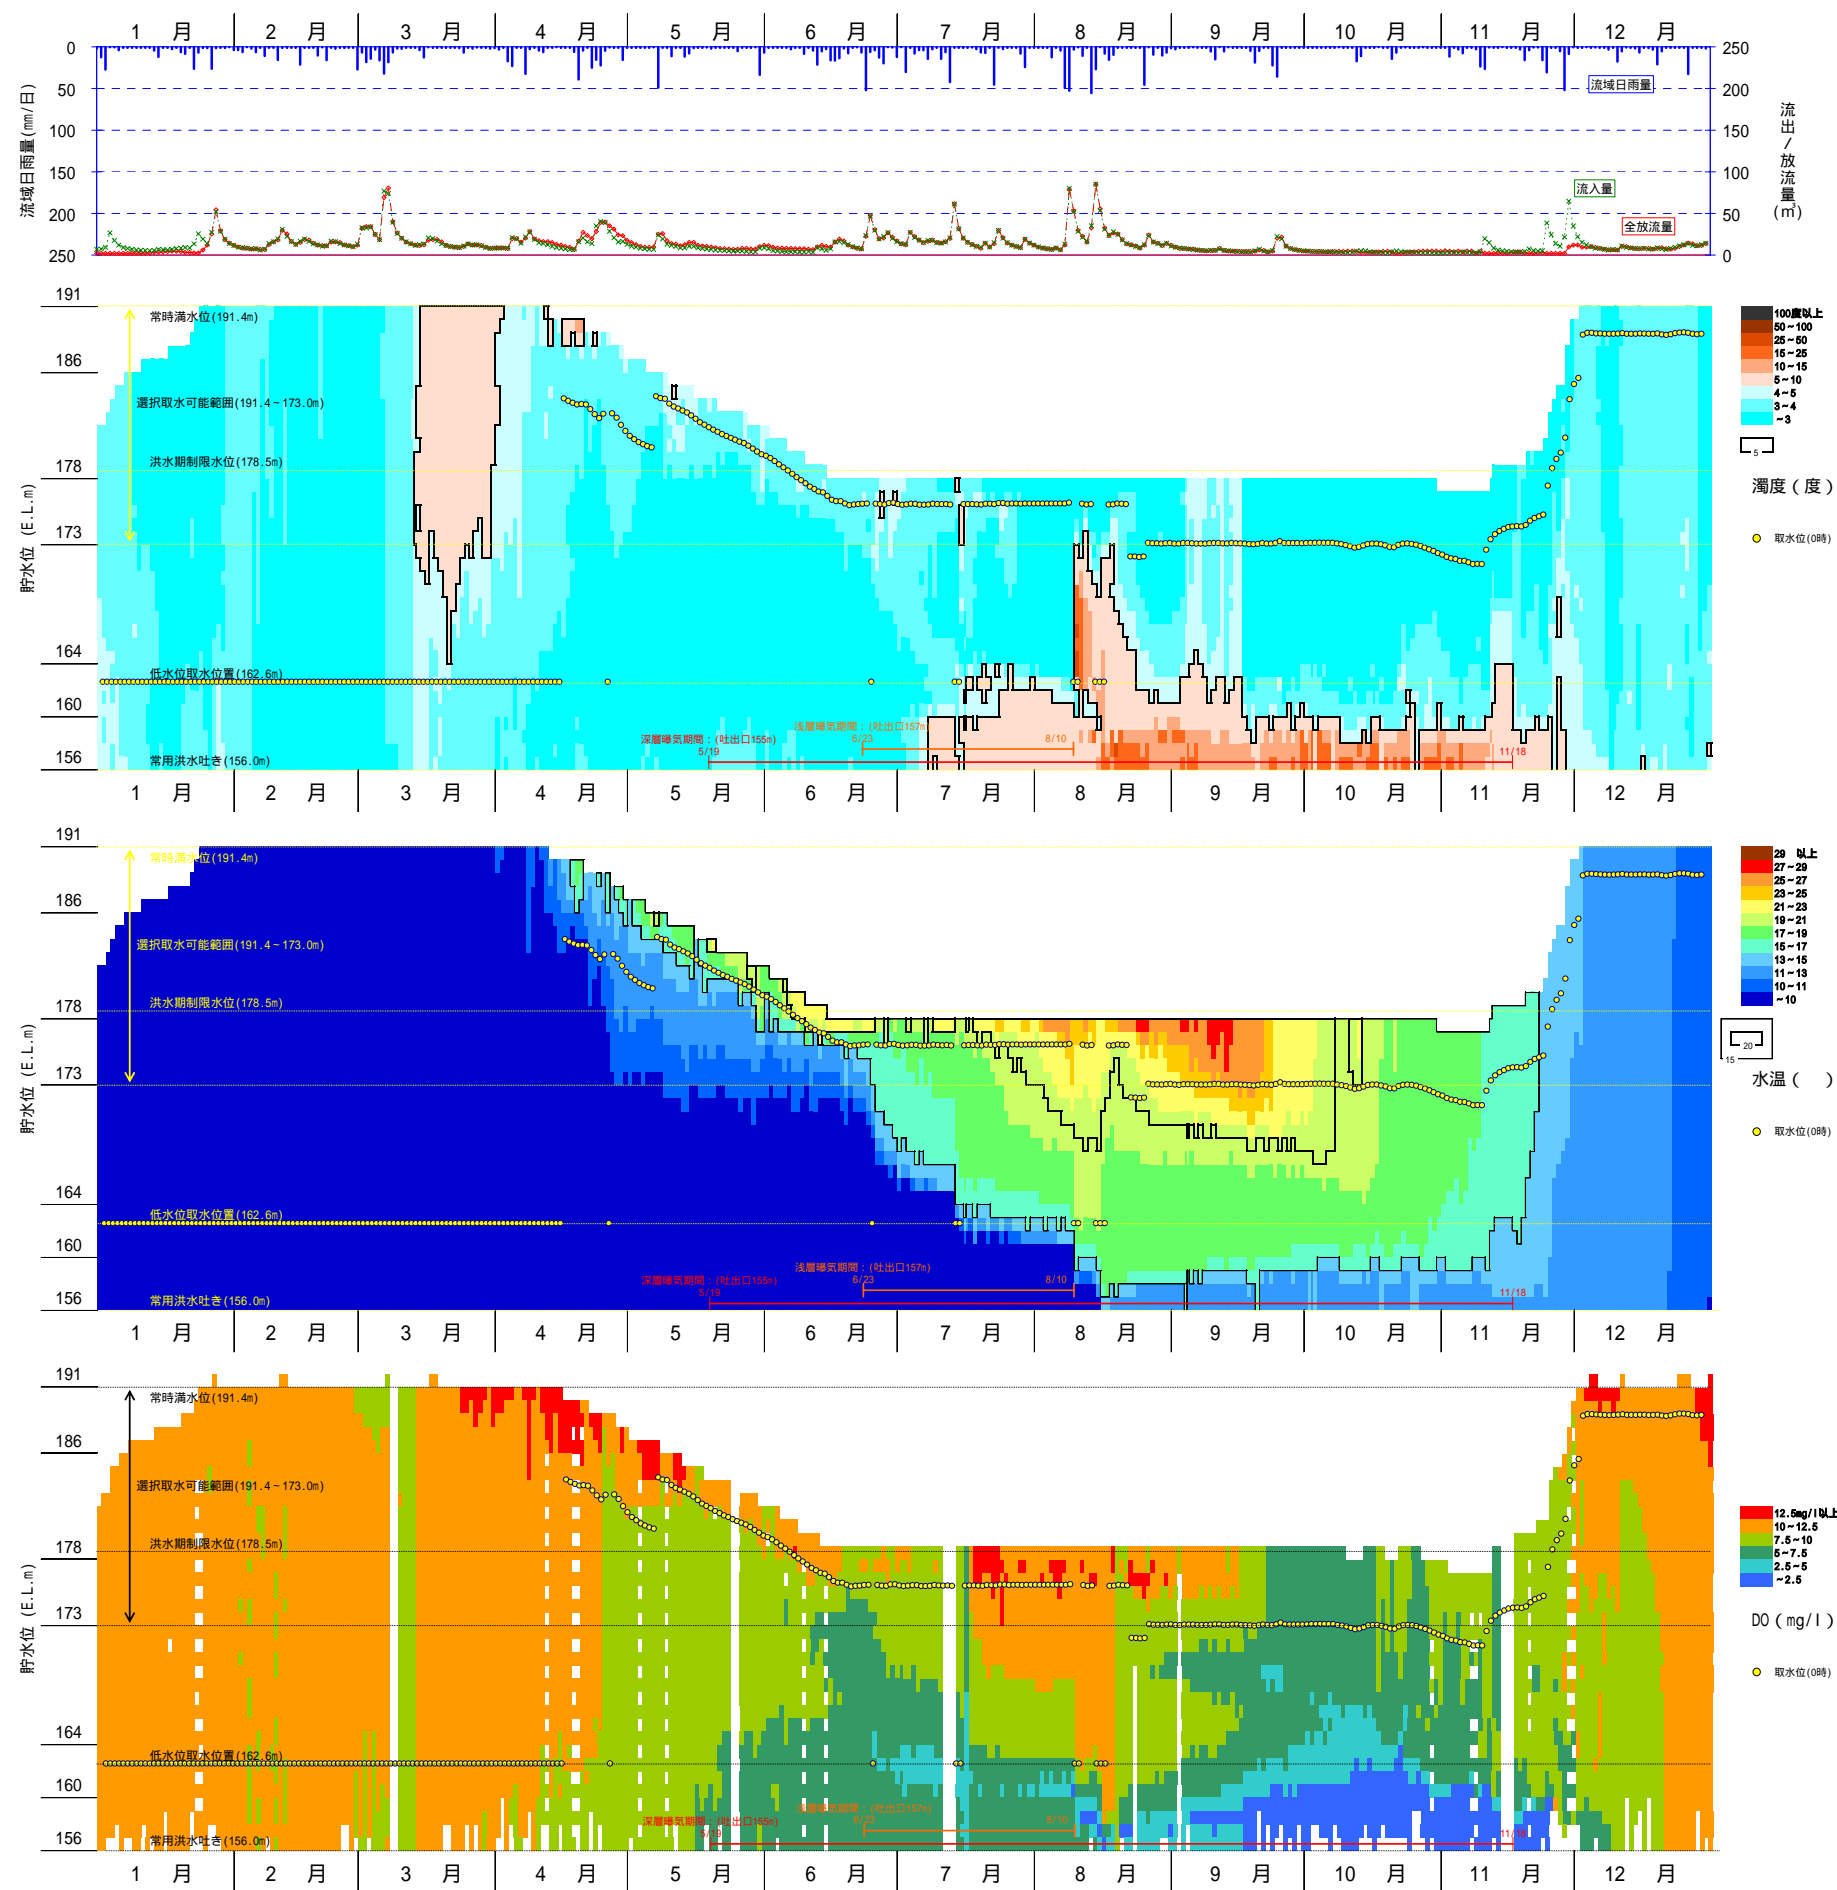 1 月 2 月 3 月 4 月 5 月 6 月 7 月 8 月 9 月 10 月 11 月 12 月
流域日雨量(mm/日)
0
50
100
150
200
250
250
200
150
100
50
0
流出/放流量(㎥)
流域日雨量
流入量
全放流量
貯水位 (E.L.m)
191
186
178
173
164
160
156
常時満水位(191.4m)
選択取水可能範囲(191.4~173.0m)
洪水期制限水位(178.5m)
低水位取水位置(162.6m)
常用洪水吐き(156.0m)
浅層曝気期間:(吐出口157m)
6/23 8/10
深層曝気期間:(吐出口155m)
5/19 11/18
100度以上
50~100
25~50
15~25
10~15
5~10
4~5
3~4
~3
5
濁度(度)
取水位(0時)
1 月 2 月 3 月 4 月 5 月 6 月 7 月 8 月 9 月 10 月 11 月 12 月
貯水位 (E.L.m)
191
186
178
173
164
160
156
常時満水位(191.4m)
選択取水可能範囲(191.4~173.0m)
洪水期制限水位(178.5m)
低水位取水位置(162.6m)
常用洪水吐き(156.0m)
浅層曝気期間:(吐出口157m)
6/23 8/10
深層曝気期間:(吐出口155m)
5/19 11/18
29 以上
27~29
25~27
23~25
21~23
19~21
17~19
15~17
13~15
11~13
10~11
~10
20
15
水温( )
取水位(0時)
1 月 2 月 3 月 4 月 5 月 6 月 7 月 8 月 9 月 10 月 11 月 12 月
貯水位 (E.L.m)
191
186
178
173
164
160
156
常時満水位(191.4m)
選択取水可能範囲(191.4~173.0m)
洪水期制限水位(178.5m)
低水位取水位置(162.6m)
常用洪水吐き(156.0m)
浅層曝気期間:(吐出口157m)
6/23 8/10
深層曝気期間:(吐出口155m)
5/19 11/18
12.5mg/l以上
10~12.5
7.5~10
5~7.5
2.5~5
~2.5
DO(mg/l)
取水位(0時)
1 月 2 月 3 月 4 月 5 月 6 月 7 月 8 月 9 月 10 月 11 月 12 月